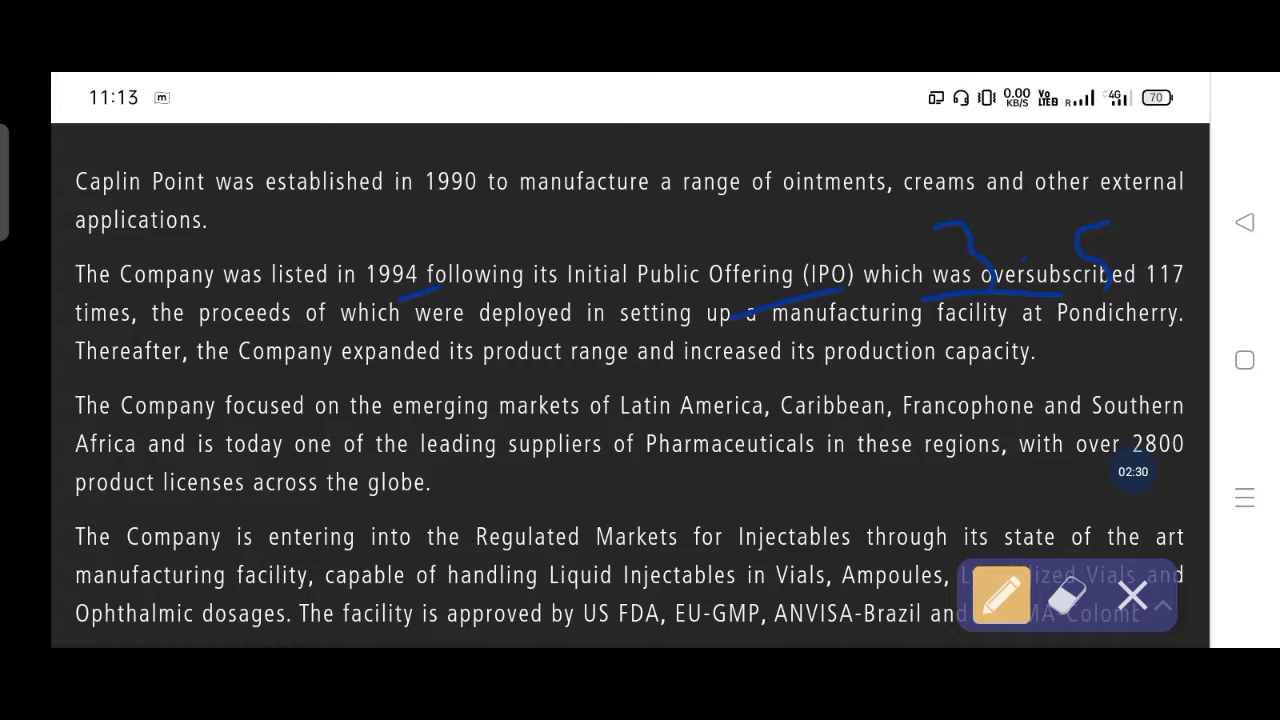 11:13 m 0.00 KB/S Vo LTE2 R 4G 70
Caplin Point was established in 1990 to manufacture a range of ointments, creams and other external
applications.
3.5
The Company was listed in 1994 following its Initial Public Offering (IPO) which was oversubscribed 117
times, the proceeds of which were deployed in setting up a manufacturing facility at Pondicherry.
Thereafter, the Company expanded its product range and increased its production capacity.
The Company focused on the emerging markets of Latin America, Caribbean, Francophone and Southern
Africa and is today one of the leading suppliers of Pharmaceuticals in these regions, with over 2800
product licenses across the globe.
02:30
The Company is entering into the Regulated Markets for Injectables through its state of the art
manufacturing facility, capable of handling Liquid Injectables in Vials, Ampoules, Vials and
Ophthalmic dosages. The facility is approved by US FDA, EU-GMP, ANVISA-Brazil and